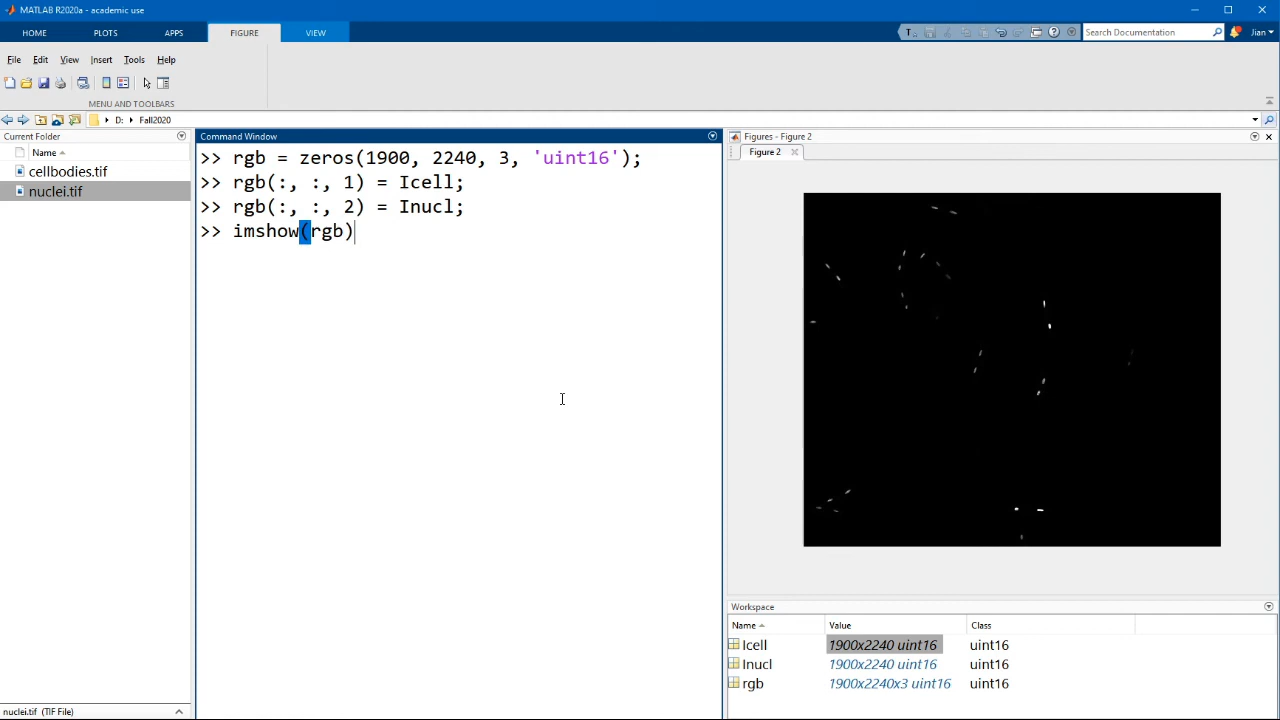 MATLAB R2020a - academic use
HOME PLOTS APPS FIGURE VIEW
Search Documentation
Jian
File Edit View Insert Tools Help
MENU AND TOOLBARS
D: Fall2020
Current Folder
Name
cellbodies.tif
nuclei.tif
nuclei.tif (TIF File)
Command Window
>> rgb = zeros(1900, 2240, 3, 'uint16');
>> rgb(:, :, 1) = Icell;
>> rgb(:, :, 2) = Inucl;
>> imshow(rgb)
Figures - Figure 2
Figure 2
Workspace
Name Value Class
Icell 1900x2240 uint16 uint16
Inucl 1900x2240 uint16 uint16
rgb 1900x2240x3 uint16 uint16